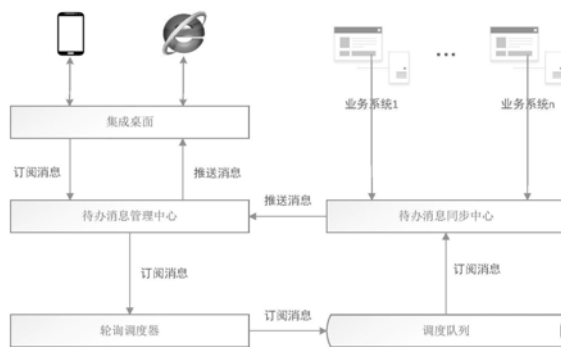 业务系统1
...
业务系统n
集成桌面
订阅消息
推送消息
待办消息管理中心
推送消息
待办消息同步中心
订阅消息
订阅消息
轮询调度器
订阅消息
调度队列